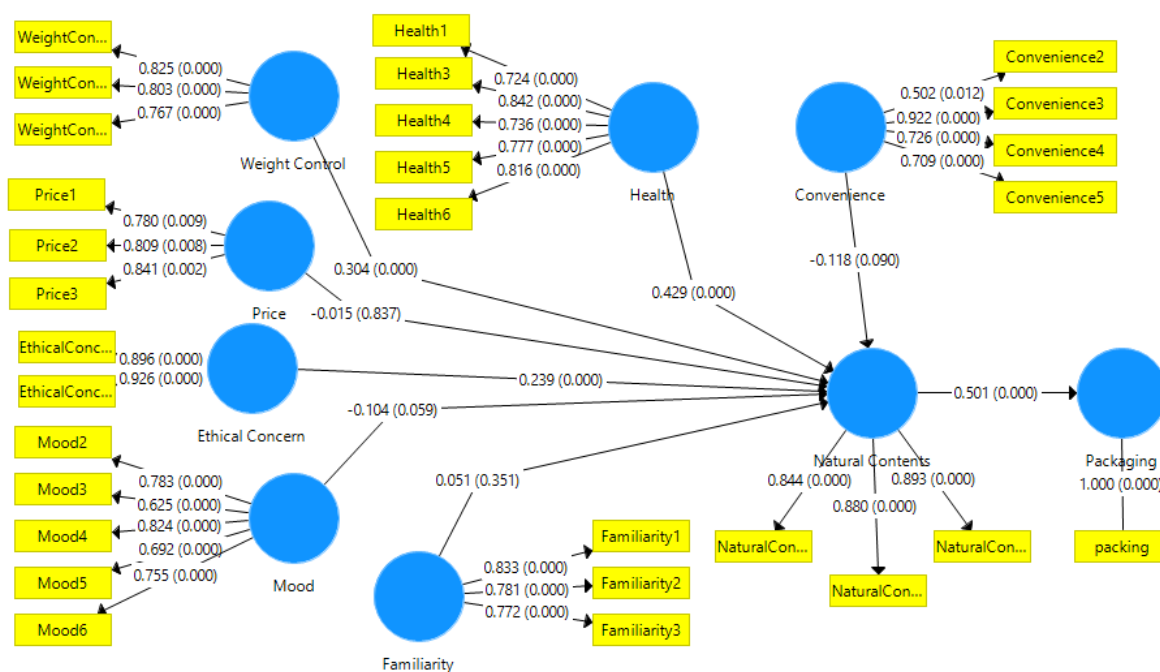 WeightCon...
WeightCon...
WeightCon...
0.825 (0.000)
0.803 (0.000)
0.767 (0.000)
Weight Control
Health1
Health3
Health4
Health5
Health6
0.724 (0.000)
0.842 (0.000)
0.736 (0.000)
0.777 (0.000)
0.816 (0.000)
Health
Convenience2
Convenience3
Convenience4
Convenience5
0.502 (0.012)
0.922 (0.000)
0.726 (0.000)
0.709 (0.000)
Convenience
Price1
Price2
Price3
0.780 (0.009)
0.809 (0.008)
0.841 (0.002)
Price
0.304 (0.000)
-0.015 (0.837)
0.429 (0.000)
-0.118 (0.090)
EthicalConc...
EthicalConc...
0.896 (0.000)
0.926 (0.000)
Ethical Concern
0.239 (0.000)
-0.104 (0.059)
0.501 (0.000)
Mood2
Mood3
Mood4
Mood5
Mood6
0.783 (0.000)
0.625 (0.000)
0.824 (0.000)
0.692 (0.000)
0.755 (0.000)
Mood
0.051 (0.351)
Natural Contents
0.844 (0.000)
0.880 (0.000)
0.893 (0.000)
NaturalCon...
NaturalCon...
NaturalCon...
Packaging
1.000 (0.000)
packing
Familiarity1
Familiarity2
Familiarity3
0.833 (0.000)
0.781 (0.000)
0.772 (0.000)
Familiarity